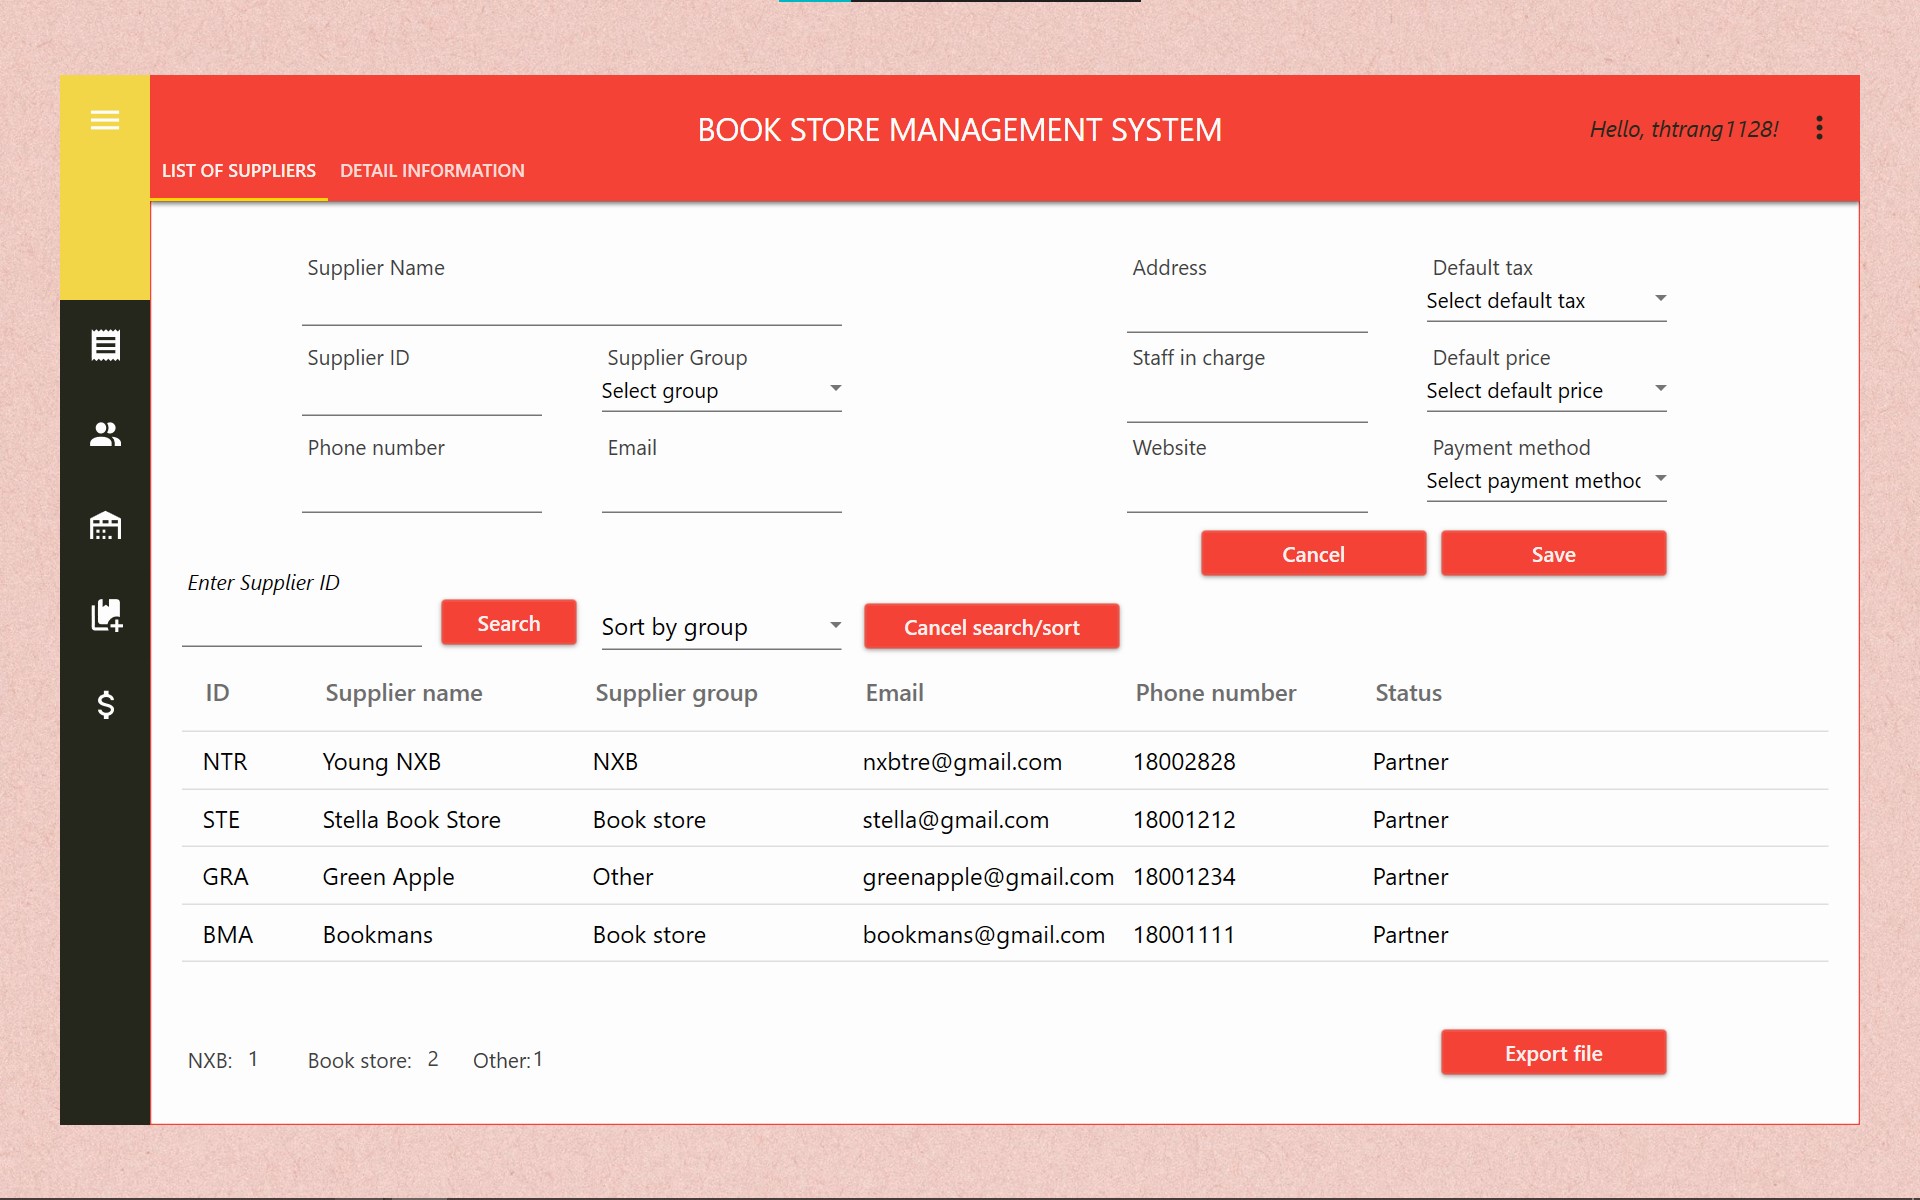 BOOK STORE MANAGEMENT SYSTEM
Hello, thtrang1128!
LIST OF SUPPLIERS DETAIL INFORMATION
Supplier Name Address Default tax
Select default tax
Supplier ID Supplier Group Staff in charge Default price
Select group Select default price
Phone number Email Website Payment method
Select payment method
Cancel Save
Enter Supplier ID
Search Sort by group Cancel search/sort
ID Supplier name Supplier group Email Phone number Status
NTR Young NXB NXB nxbtre@gmail.com 18002828 Partner
STE Stella Book Store Book store stella@gmail.com 18001212 Partner
GRA Green Apple Other greenapple@gmail.com 18001234 Partner
BMA Bookmans Book store bookmans@gmail.com 18001111 Partner
NXB: 1 Book store: 2 Other: 1 Export file